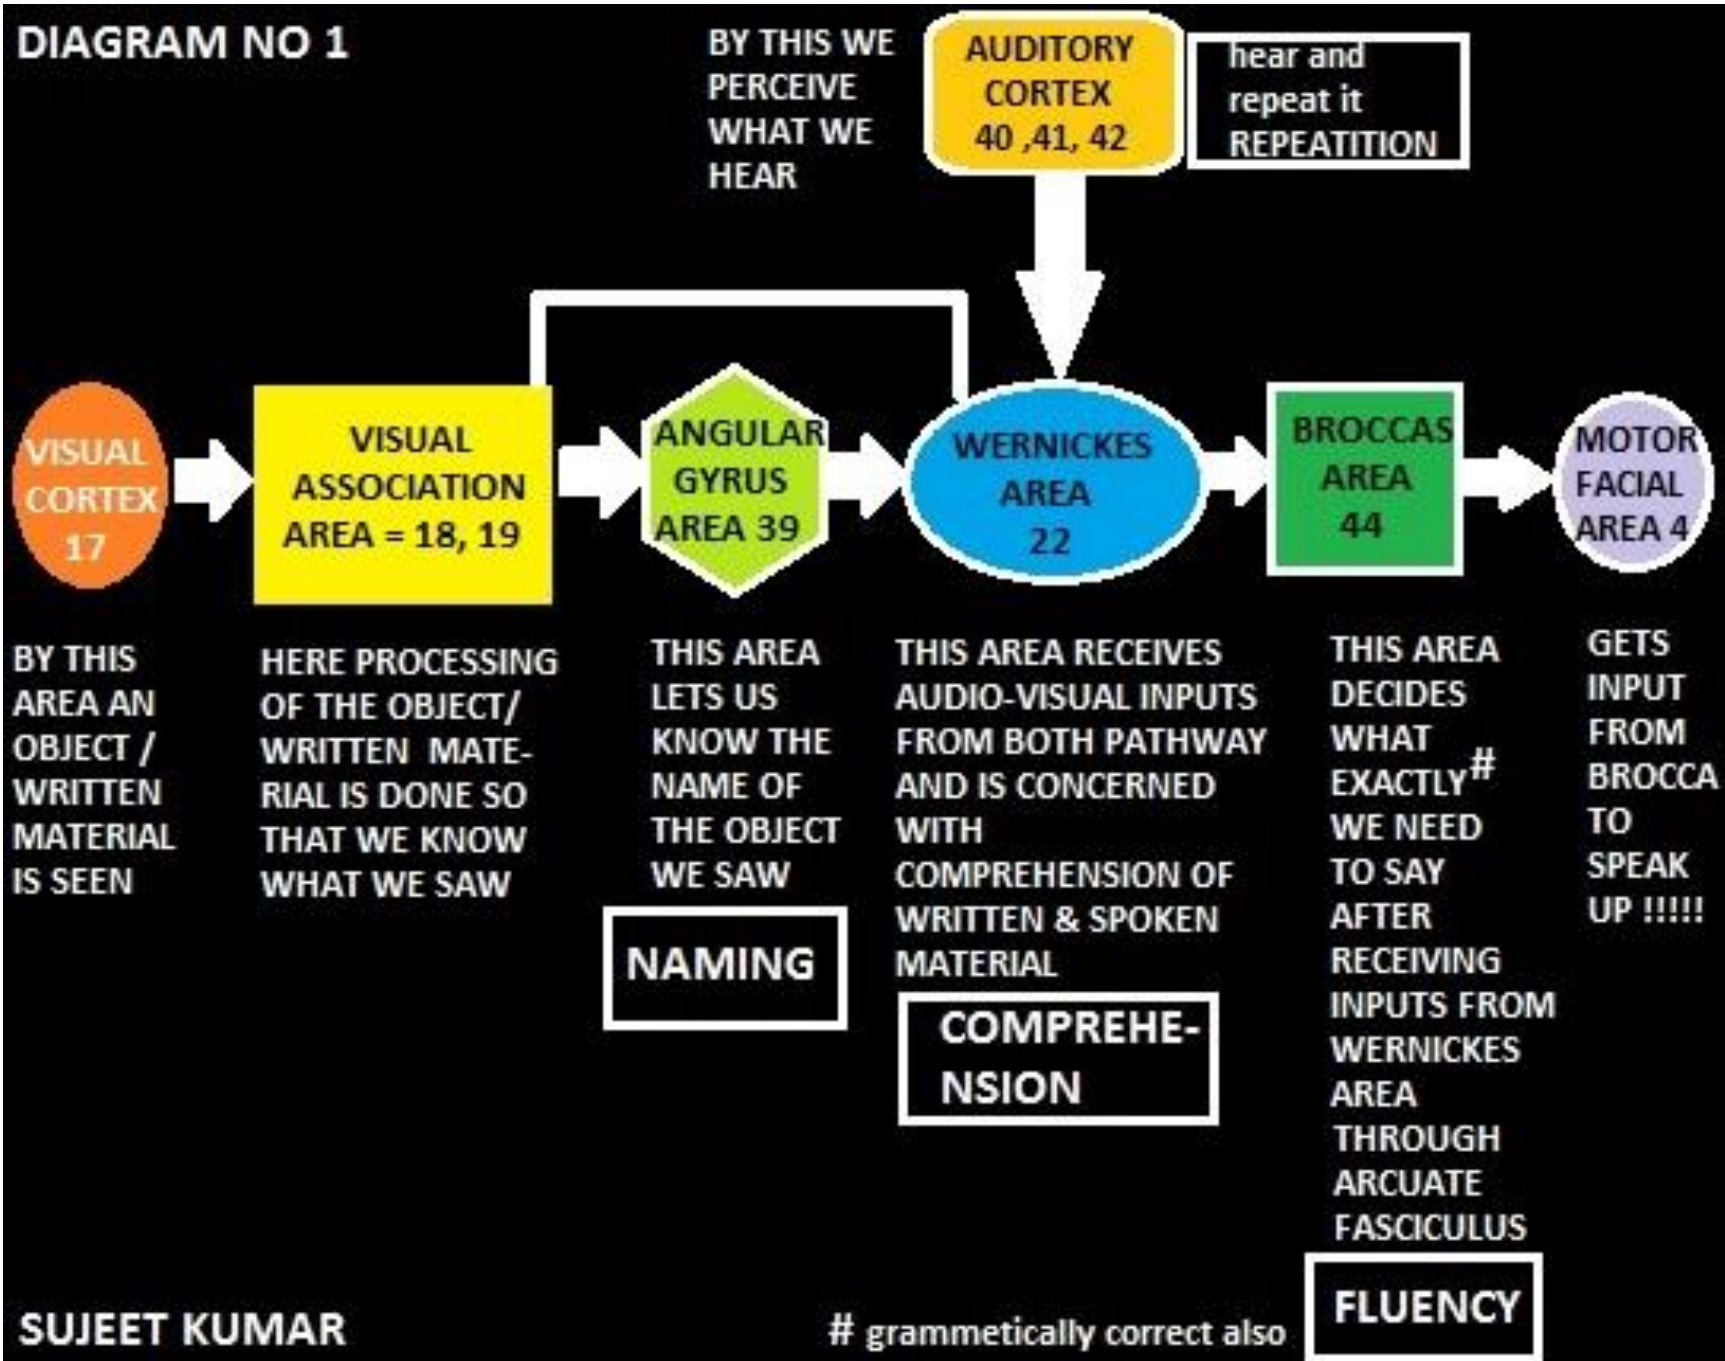 DIAGRAM NO 1
BY THIS WE
PERCEIVE
WHAT WE
HEAR
AUDITORY
CORTEX
40 ,41, 42
hear and
repeat it
REPEATITION
VISUAL
CORTEX
17
VISUAL
ASSOCIATION
AREA = 18, 19
ANGULAR
GYRUS
AREA 39
WERNICKES
AREA
22
BROCCAS
AREA
44
MOTOR
FACIAL
AREA 4
BY THIS
AREA AN
OBJECT /
WRITTEN
MATERIAL
IS SEEN
HERE PROCESSING
OF THE OBJECT/
WRITTEN MATE-
RIAL IS DONE SO
THAT WE KNOW
WHAT WE SAW
THIS AREA
LETS US
KNOW THE
NAME OF
THE OBJECT
WE SAW
NAMING
THIS AREA RECEIVES
AUDIO-VISUAL INPUTS
FROM BOTH PATHWAY
AND IS CONCERNED
WITH
COMPREHENSION OF
WRITTEN & SPOKEN
MATERIAL
COMPREHE-
NSION
THIS AREA
DECIDES
WHAT
EXACTLY#
WE NEED
TO SAY
AFTER
RECEIVING
INPUTS FROM
WERNICKES
AREA
THROUGH
ARCUATE
FASCICULUS
FLUENCY
GETS
INPUT
FROM
BROCCA
TO
SPEAK
UP !!!!!
SUJEET KUMAR
# grammetically correct also